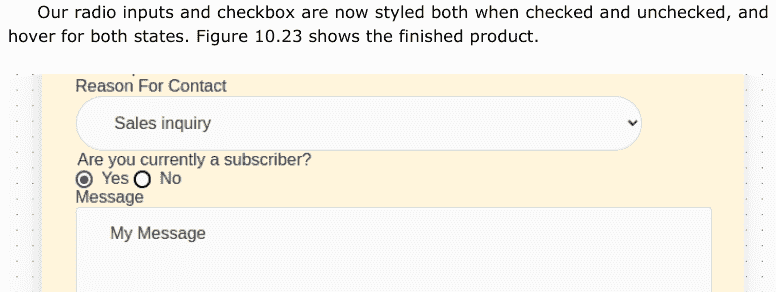 Our radio inputs and checkbox are now styled both when checked and unchecked, and
hover for both states. Figure 10.23 shows the finished product.
Reason For Contact
Sales inquiry
Are you currently a subscriber?
Yes No
Message
My Message